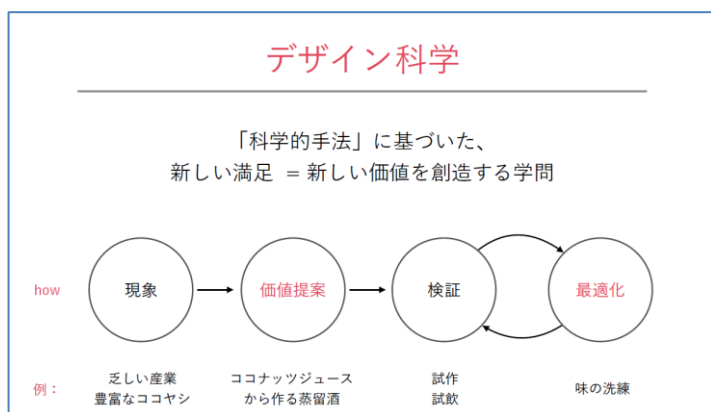 デザイン科学
「科学的手法」に基づいた、
新しい満足 = 新しい価値を創造する学問
how 現象 価値提案 検証 最適化
例： 乏しい産業 ココナッツジュース 試作 味の洗練
豊富なココヤシ から作る蒸留酒 試飲